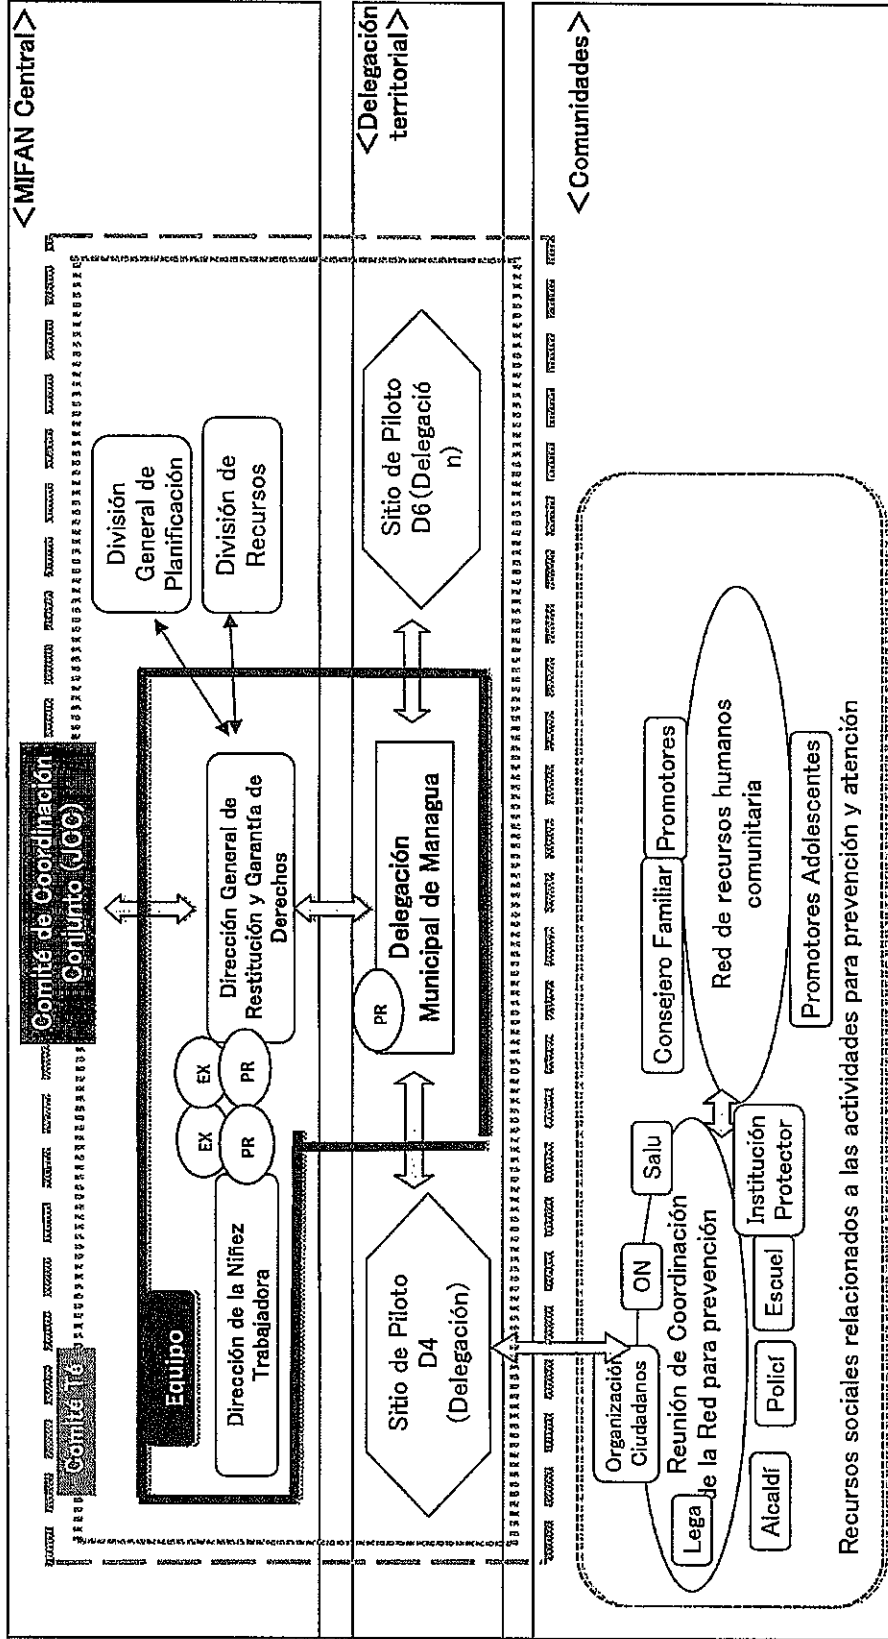 <MIFAN Central>
Comité de Coordinación
Conjunto (JCC)
Comité Té
Equipo
División
General de
Planificación
División de
Recursos
Dirección General de
Restitución y Garantía de
Derechos
EX
EX
PR
PR
Dirección de la Niñez
Trabajadora
<Delegación
territorial>
Sitio de Piloto
D4
(Delegación)
PR
Delegación
Municipal de Managua
Sitio de Piloto
D6(Delegació
n)
<Comunidades>
Organización
Ciudadanos
ON
Salu
Reunión de Coordinación
de la Red para prevención
Lega
Alcaldí
Policí
Escuel
Institución
Protector
Consejero Familiar
Promotores
Red de recursos humanos
comunitaria
Promotores Adolescentes
Recursos sociales relacionados a las actividades para prevención y atención